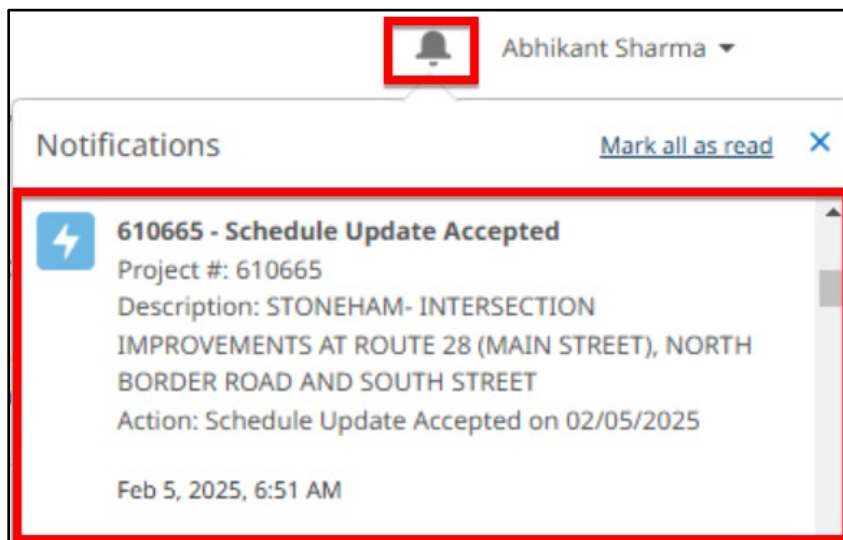 Abhikant Sharma
Notifications Mark all as read
610665 - Schedule Update Accepted
Project #: 610665
Description: STONEHAM- INTERSECTION
IMPROVEMENTS AT ROUTE 28 (MAIN STREET), NORTH
BORDER ROAD AND SOUTH STREET
Action: Schedule Update Accepted on 02/05/2025
Feb 5, 2025, 6:51 AM